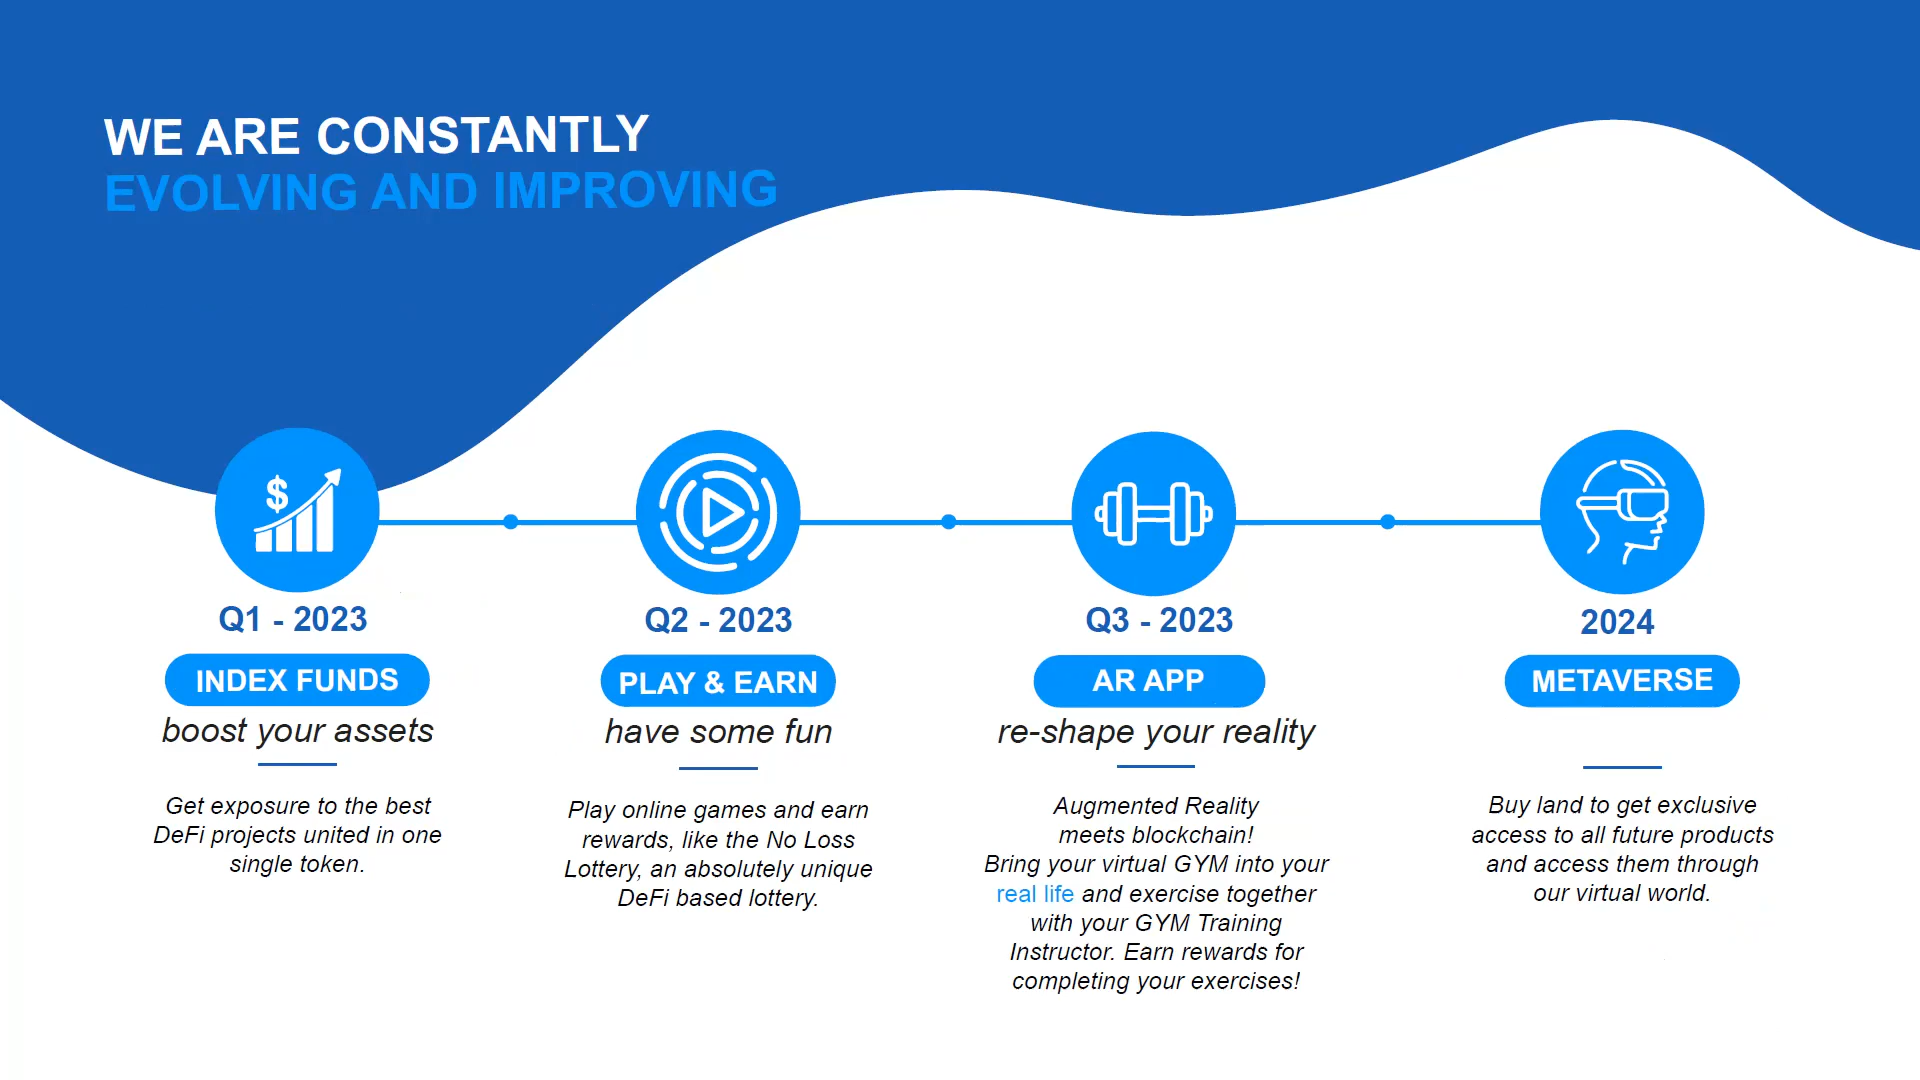 WE ARE CONSTANTLY
EVOLVING AND IMPROVING
$
Q1 - 2023
INDEX FUNDS
boost your assets
Get exposure to the best
DeFi projects united in one
single token.
Q2 - 2023
PLAY & EARN
have some fun
Play online games and earn
rewards, like the No Loss
Lottery, an absolutely unique
DeFi based lottery.
Q3 - 2023
AR APP
re-shape your reality
Augmented Reality
meets blockchain!
Bring your virtual GYM into your
real life and exercise together
with your GYM Training
Instructor. Earn rewards for
completing your exercises!
2024
METAVERSE
Buy land to get exclusive
access to all future products
and access them through
our virtual world.